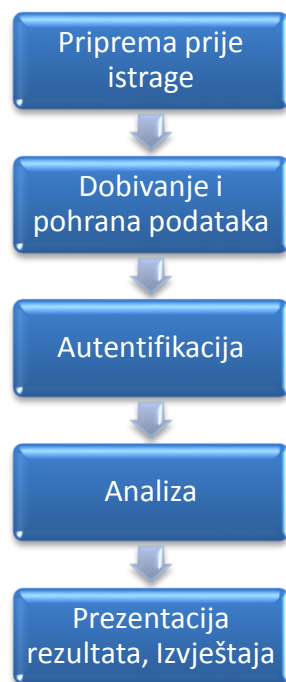 Priprema prije
istrage
Dobivanje i
pohrana podataka
Autentifikacija
Analiza
Prezentacija
rezultata, Izvještaja